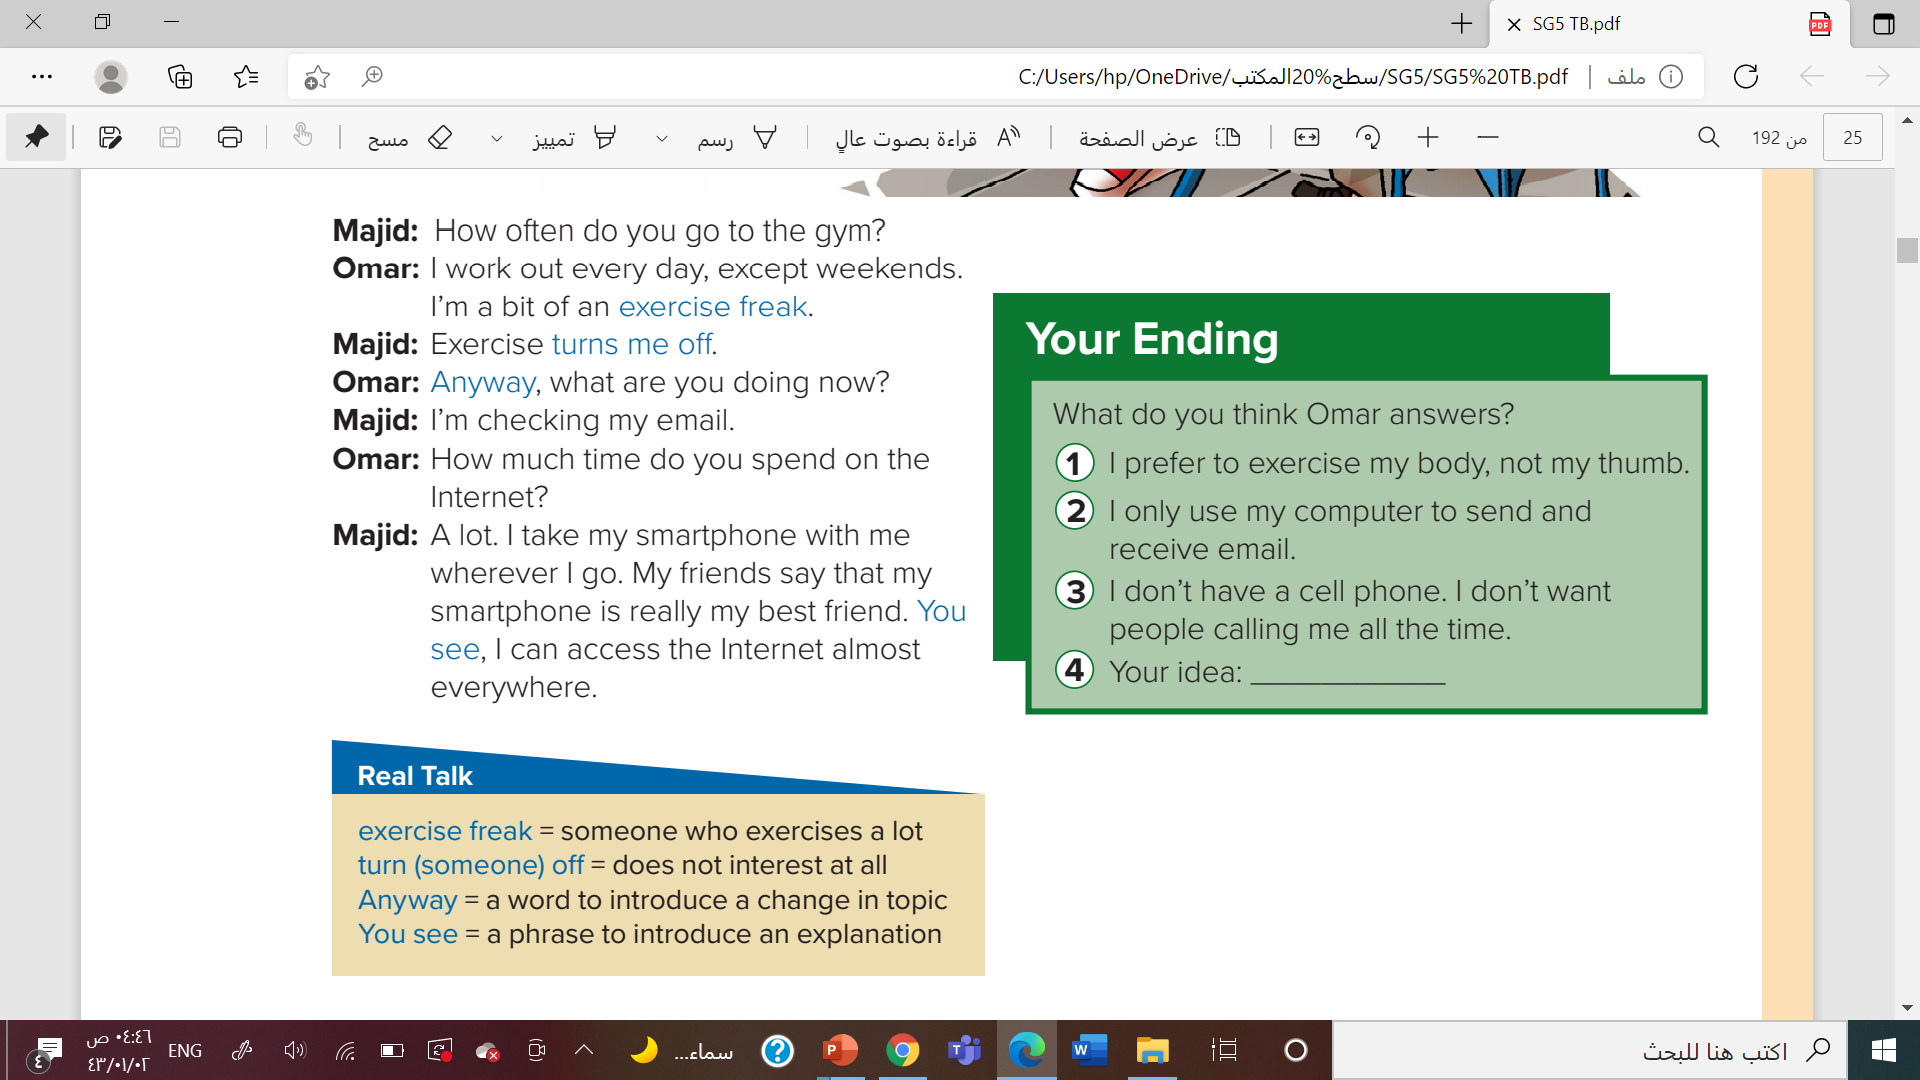 SG5 TB.pdf
C:/Users/hp/OneDrive/سطح%20المكتب/SG5/SG5%20TB.pdf
ملف
25
من 192
عرض الصفحة
قراءة بصوت عالٍ
رسم
تمييز
مسح
Majid: How often do you go to the gym?
Omar: I work out every day, except weekends.
I'm a bit of an exercise freak.
Majid: Exercise turns me off.
Omar: Anyway, what are you doing now?
Majid: I'm checking my email.
Omar: How much time do you spend on the
Internet?
Majid: A lot. I take my smartphone with me
wherever I go. My friends say that my
smartphone is really my best friend. You
see, I can access the Internet almost
everywhere.
Your Ending
What do you think Omar answers?
1 I prefer to exercise my body, not my thumb.
2 I only use my computer to send and
receive email.
3 I don't have a cell phone. I don't want
people calling me all the time.
4 Your idea: ____________
Real Talk
exercise freak = someone who exercises a lot
turn (someone) off = does not interest at all
Anyway = a word to introduce a change in topic
You see = a phrase to introduce an explanation
اكتب هنا للبحث
سماء...
ENG
٠٤:٤٦ ص
٤٣/٠١/٠٢
٤